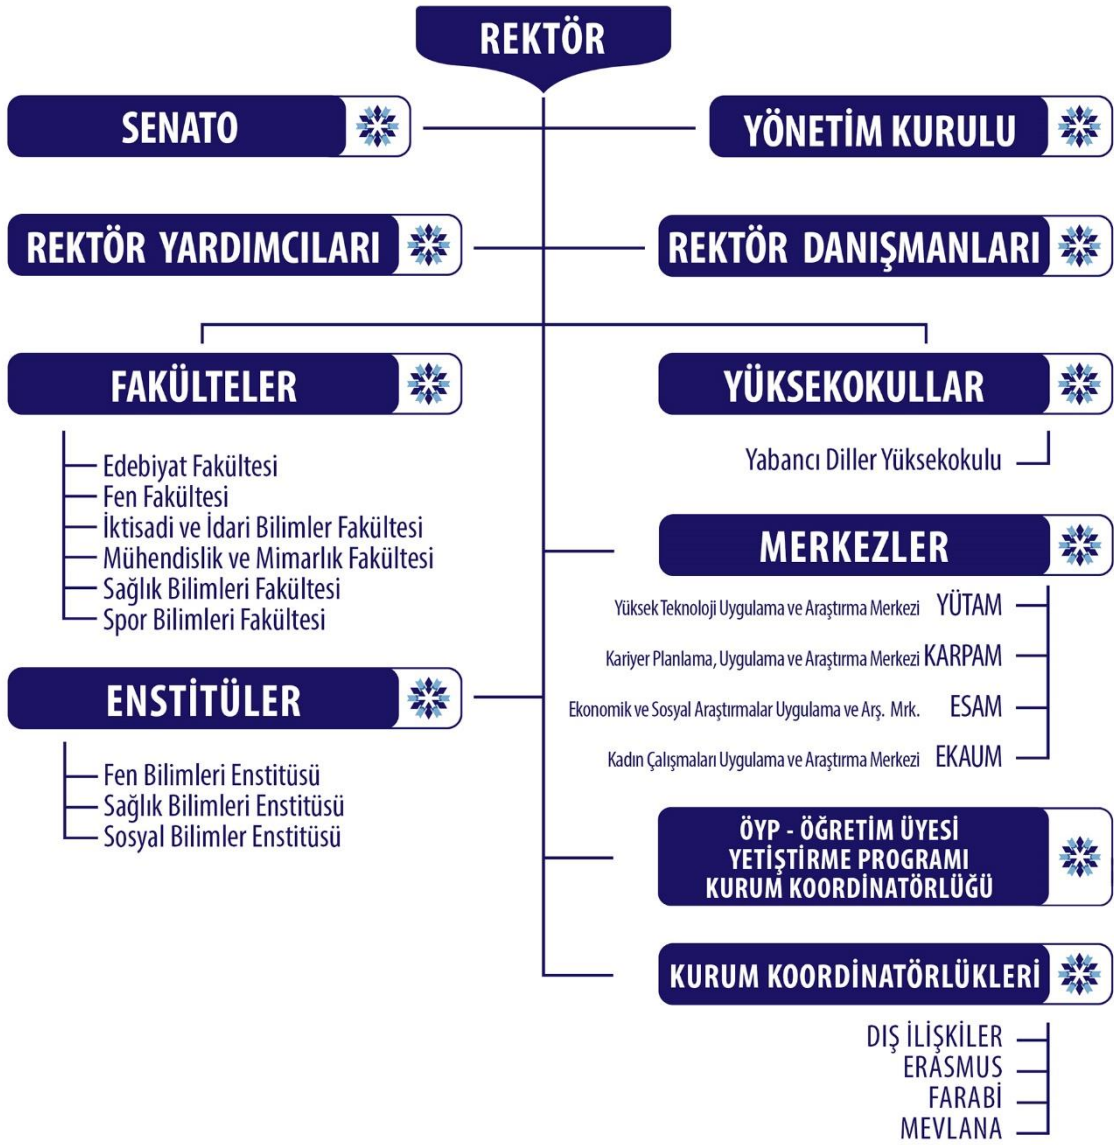 REKTÖR
SENATO
YÖNETİM KURULU
REKTÖR YARDIMCILARI
REKTÖR DANIŞMANLARI
FAKÜLTELER
Edebiyat Fakültesi
Fen Fakültesi
İktisadi ve İdari Bilimler Fakültesi
Mühendislik ve Mimarlık Fakültesi
Sağlık Bilimleri Fakültesi
Spor Bilimleri Fakültesi
YÜKSEKOKULLAR
Yabancı Diller Yüksekokulu
MERKEZLER
Yüksek Teknoloji Uygulama ve Araştırma Merkezi YÜTAM
Kariyer Planlama, Uygulama ve Araştırma Merkezi KARPAM
Ekonomik ve Sosyal Araştırmalar Uygulama ve Arş. Mrk. ESAM
Kadın Çalışmaları Uygulama ve Araştırma Merkezi EKAUM
ENSTİTÜLER
Fen Bilimleri Enstitüsü
Sağlık Bilimleri Enstitüsü
Sosyal Bilimler Enstitüsü
ÖYP - ÖĞRETİM ÜYESİ
YETİŞTİRME PROGRAMI
KURUM KOORDİNATÖRLÜĞÜ
KURUM KOORDİNATÖRLÜKLERİ
DIŞ İLİŞKİLER
ERASMUS
FARABİ
MEVLANA